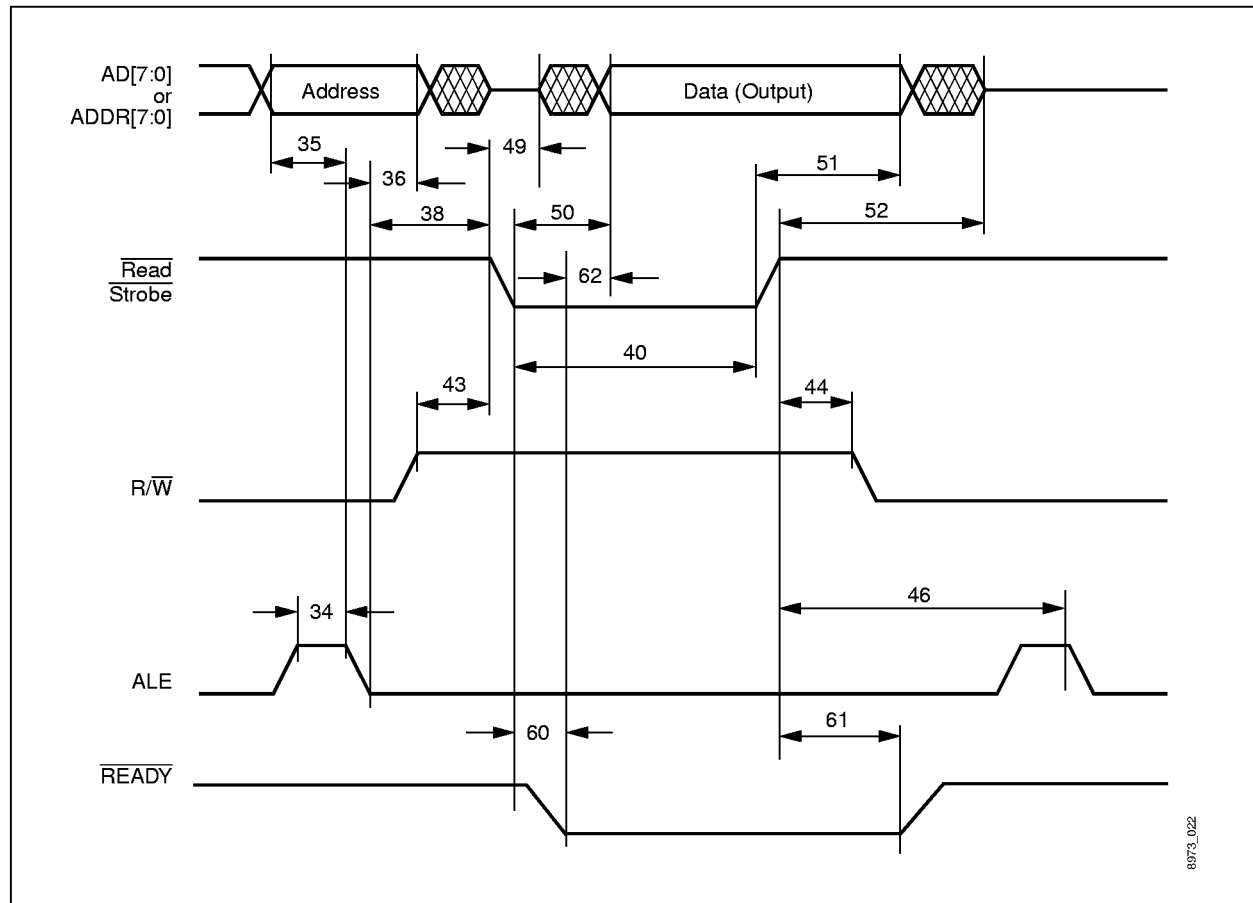 AD[7:0]
or
ADDR[7:0]
Address
Data (Output)
35
49
51
36
38
50
52
Read
Strobe
62
40
43
44
R/W
34
46
ALE
60
61
READY
8973_022